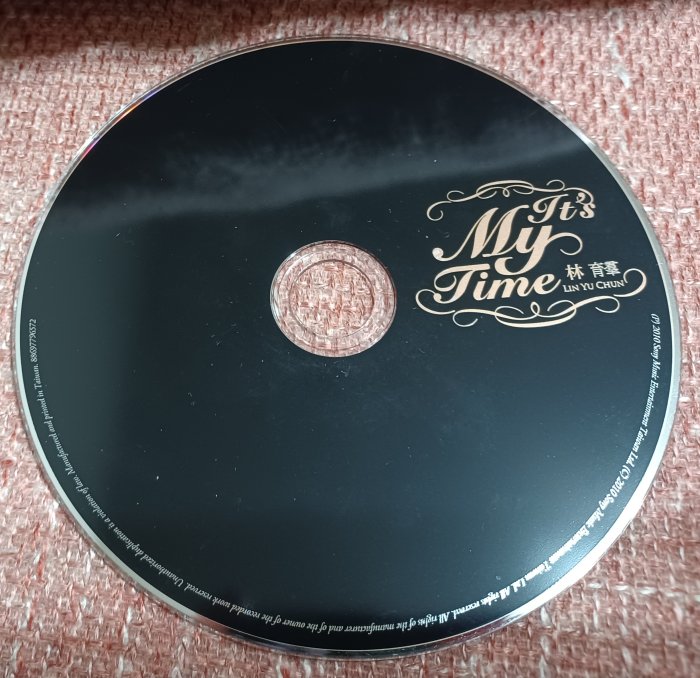 It's
My
Time
林育羣
LIN YU CHUN
(P) 2010 Sony Music Entertainment Taiwan Ltd. (C) 2010 Sony Music Entertainment Taiwan Ltd. All rights reserved. All rights of the manufacturer and of the owner of the recorded work reserved. Unauthorized duplication is a violation of law. Manufactured and printed in Taiwan. 88697796572